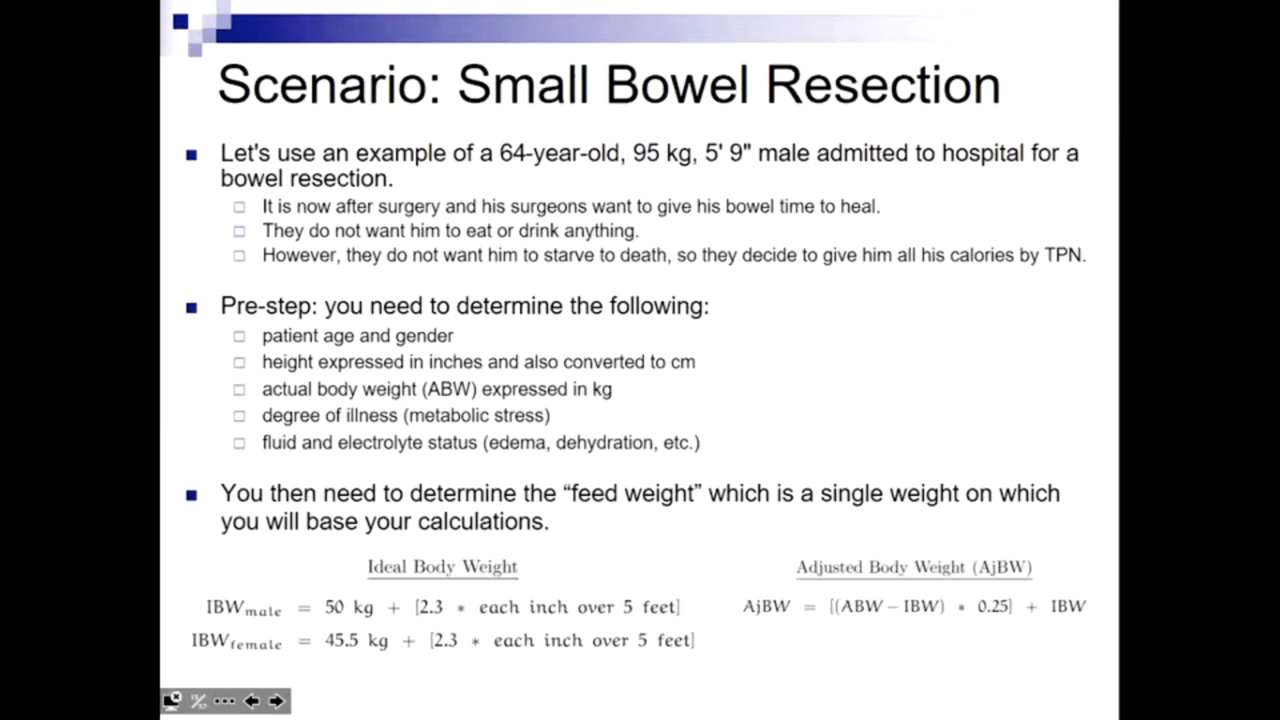 Scenario: Small Bowel Resection
Let's use an example of a 64-year-old, 95 kg, 5' 9" male admitted to hospital for a
bowel resection.
It is now after surgery and his surgeons want to give his bowel time to heal.
They do not want him to eat or drink anything.
However, they do not want him to starve to death, so they decide to give him all his calories by TPN.
Pre-step: you need to determine the following:
patient age and gender
height expressed in inches and also converted to cm
actual body weight (ABW) expressed in kg
degree of illness (metabolic stress)
fluid and electrolyte status (edema, dehydration, etc.)
You then need to determine the “feed weight” which is a single weight on which
you will base your calculations.
Ideal Body Weight
IBWmale = 50 kg + [2.3 * each inch over 5 feet]
IBWfemale = 45.5 kg + [2.3 * each inch over 5 feet]
Adjusted Body Weight (AjBW)
AjBW = [(ABW − IBW) * 0.25] + IBW